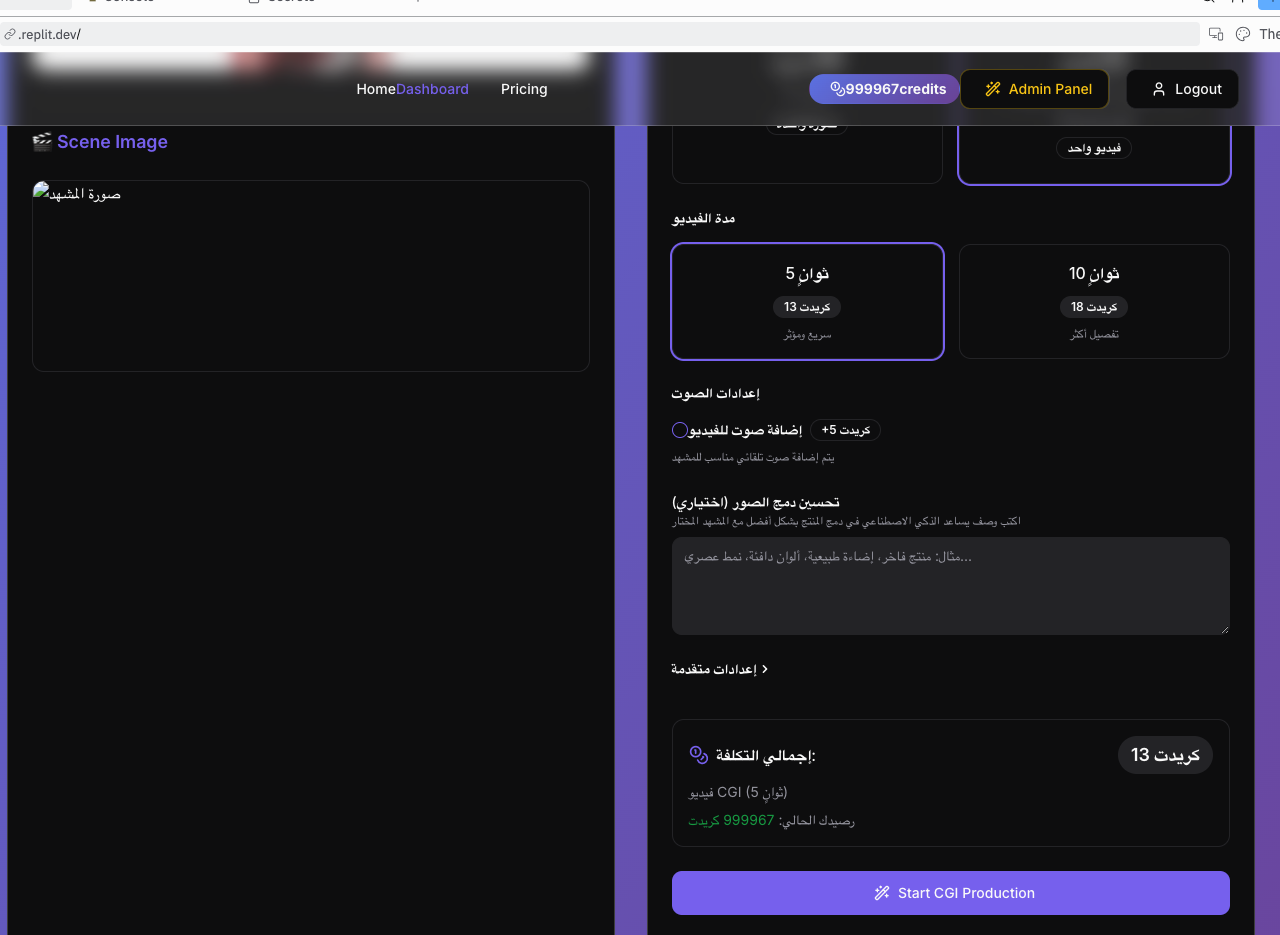 .replit.dev/
The
Home
Dashboard
Pricing
999967credits
Admin Panel
Logout
Scene Image
صورة المشهد
صورة واحدة
فيديو واحد
مدة الفيديو
5 ثوانٍ
13 كريدت
سريع ومؤثر
10 ثوانٍ
18 كريدت
تفصيل أكثر
إعدادات الصوت
إضافة صوت للفيديو
+5 كريدت
يتم إضافة صوت تلقائي مناسب للمشهد
تحسين دمج الصور (اختياري)
اكتب وصف يساعد الذكي الاصطناعي في دمج المنتج بشكل أفضل مع المشهد المختار
مثال: منتج فاخر، إضاءة طبيعية، ألوان دافئة، نمط عصري...
إعدادات متقدمة
إجمالي التكلفة:
13 كريدت
فيديو CGI (5 ثوانٍ)
رصيدك الحالي: 999967 كريدت
Start CGI Production